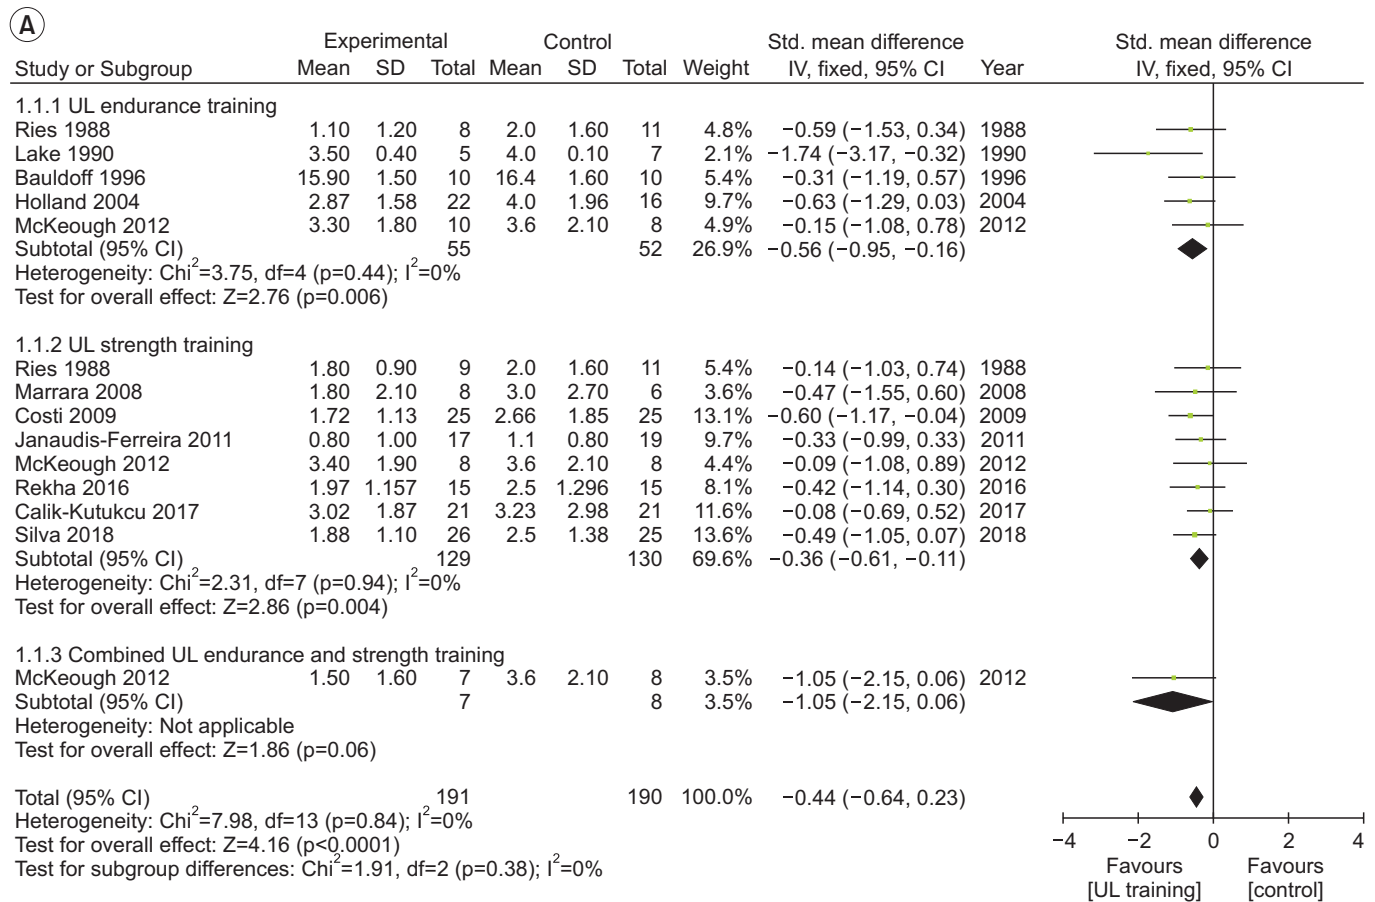 A
Experimental Control Std. mean difference Std. mean difference
Study or Subgroup Mean SD Total Mean SD Total Weight IV, fixed, 95% CI Year IV, fixed, 95% CI
1.1.1 UL endurance training
Ries 1988 1.10 1.20 8 2.0 1.60 11 4.8% −0.59 (−1.53, 0.34) 1988
Lake 1990 3.50 0.40 5 4.0 0.10 7 2.1% −1.74 (−3.17, −0.32) 1990
Bauldoff 1996 15.90 1.50 10 16.4 1.60 10 5.4% −0.31 (−1.19, 0.57) 1996
Holland 2004 2.87 1.58 22 4.0 1.96 16 9.7% −0.63 (−1.29, 0.03) 2004
McKeough 2012 3.30 1.80 10 3.6 2.10 8 4.9% −0.15 (−1.08, 0.78) 2012
Subtotal (95% CI) 55 52 26.9% −0.56 (−0.95, −0.16)
Heterogeneity: Chi²=3.75, df=4 (p=0.44); I²=0%
Test for overall effect: Z=2.76 (p=0.006)
1.1.2 UL strength training
Ries 1988 1.80 0.90 9 2.0 1.60 11 5.4% −0.14 (−1.03, 0.74) 1988
Marrara 2008 1.80 2.10 8 3.0 2.70 6 3.6% −0.47 (−1.55, 0.60) 2008
Costi 2009 1.72 1.13 25 2.66 1.85 25 13.1% −0.60 (−1.17, −0.04) 2009
Janaudis-Ferreira 2011 0.80 1.00 17 1.1 0.80 19 9.7% −0.33 (−0.99, 0.33) 2011
McKeough 2012 3.40 1.90 8 3.6 2.10 8 4.4% −0.09 (−1.08, 0.89) 2012
Rekha 2016 1.97 1.157 15 2.5 1.296 15 8.1% −0.42 (−1.14, 0.30) 2016
Calik-Kutukcu 2017 3.02 1.87 21 3.23 2.98 21 11.6% −0.08 (−0.69, 0.52) 2017
Silva 2018 1.88 1.10 26 2.5 1.38 25 13.6% −0.49 (−1.05, 0.07) 2018
Subtotal (95% CI) 129 130 69.6% −0.36 (−0.61, −0.11)
Heterogeneity: Chi²=2.31, df=7 (p=0.94); I²=0%
Test for overall effect: Z=2.86 (p=0.004)
1.1.3 Combined UL endurance and strength training
McKeough 2012 1.50 1.60 7 3.6 2.10 8 3.5% −1.05 (−2.15, 0.06) 2012
Subtotal (95% CI) 7 8 3.5% −1.05 (−2.15, 0.06)
Heterogeneity: Not applicable
Test for overall effect: Z=1.86 (p=0.06)
Total (95% CI) 191 190 100.0% −0.44 (−0.64, 0.23)
Heterogeneity: Chi²=7.98, df=13 (p=0.84); I²=0%
Test for overall effect: Z=4.16 (p<0.0001)
Test for subgroup differences: Chi²=1.91, df=2 (p=0.38); I²=0%
−4 −2 0 2 4
Favours Favours
[UL training] [control]